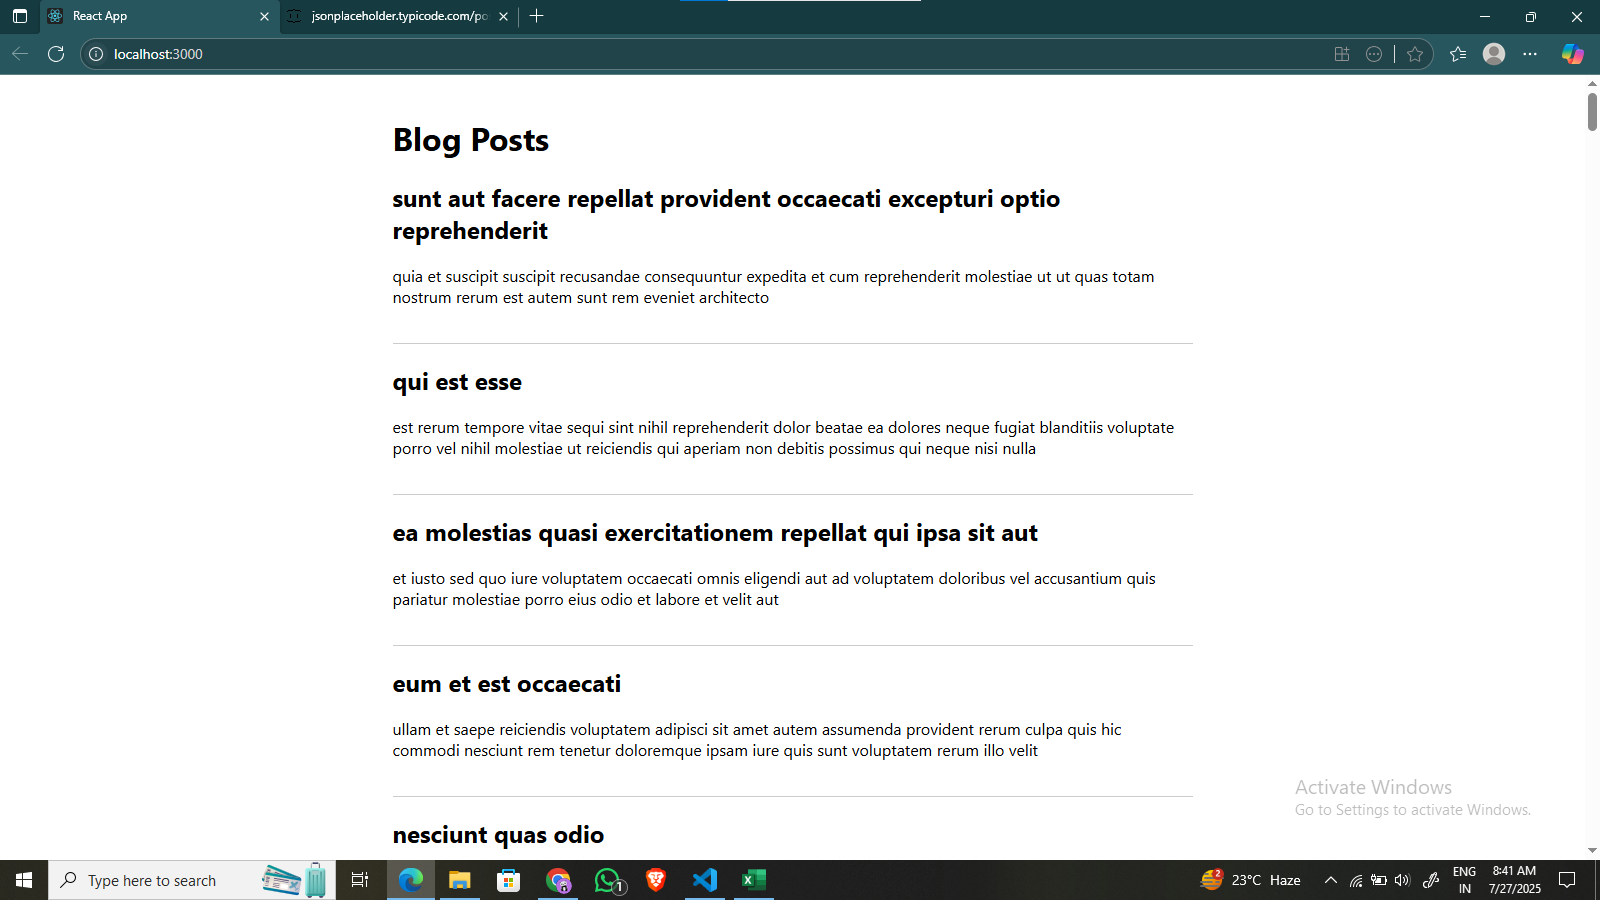 React App
jsonplaceholder.typicode.com/po
localhost:3000
Blog Posts
sunt aut facere repellat provident occaecati excepturi optio
reprehenderit
quia et suscipit suscipit recusandae consequuntur expedita et cum reprehenderit molestiae ut ut quas totam
nostrum rerum est autem sunt rem eveniet architecto
qui est esse
est rerum tempore vitae sequi sint nihil reprehenderit dolor beatae ea dolores neque fugiat blanditiis voluptate
porro vel nihil molestiae ut reiciendis qui aperiam non debitis possimus qui neque nisi nulla
ea molestias quasi exercitationem repellat qui ipsa sit aut
et iusto sed quo iure voluptatem occaecati omnis eligendi aut ad voluptatem doloribus vel accusantium quis
pariatur molestiae porro eius odio et labore et velit aut
eum et est occaecati
ullam et saepe reiciendis voluptatem adipisci sit amet autem assumenda provident rerum culpa quis hic
commodi nesciunt rem tenetur doloremque ipsam iure quis sunt voluptatem rerum illo velit
Activate Windows
Go to Settings to activate Windows.
nesciunt quas odio
Type here to search
1
2
23°C Haze
ENG
IN
8:41 AM
7/27/2025